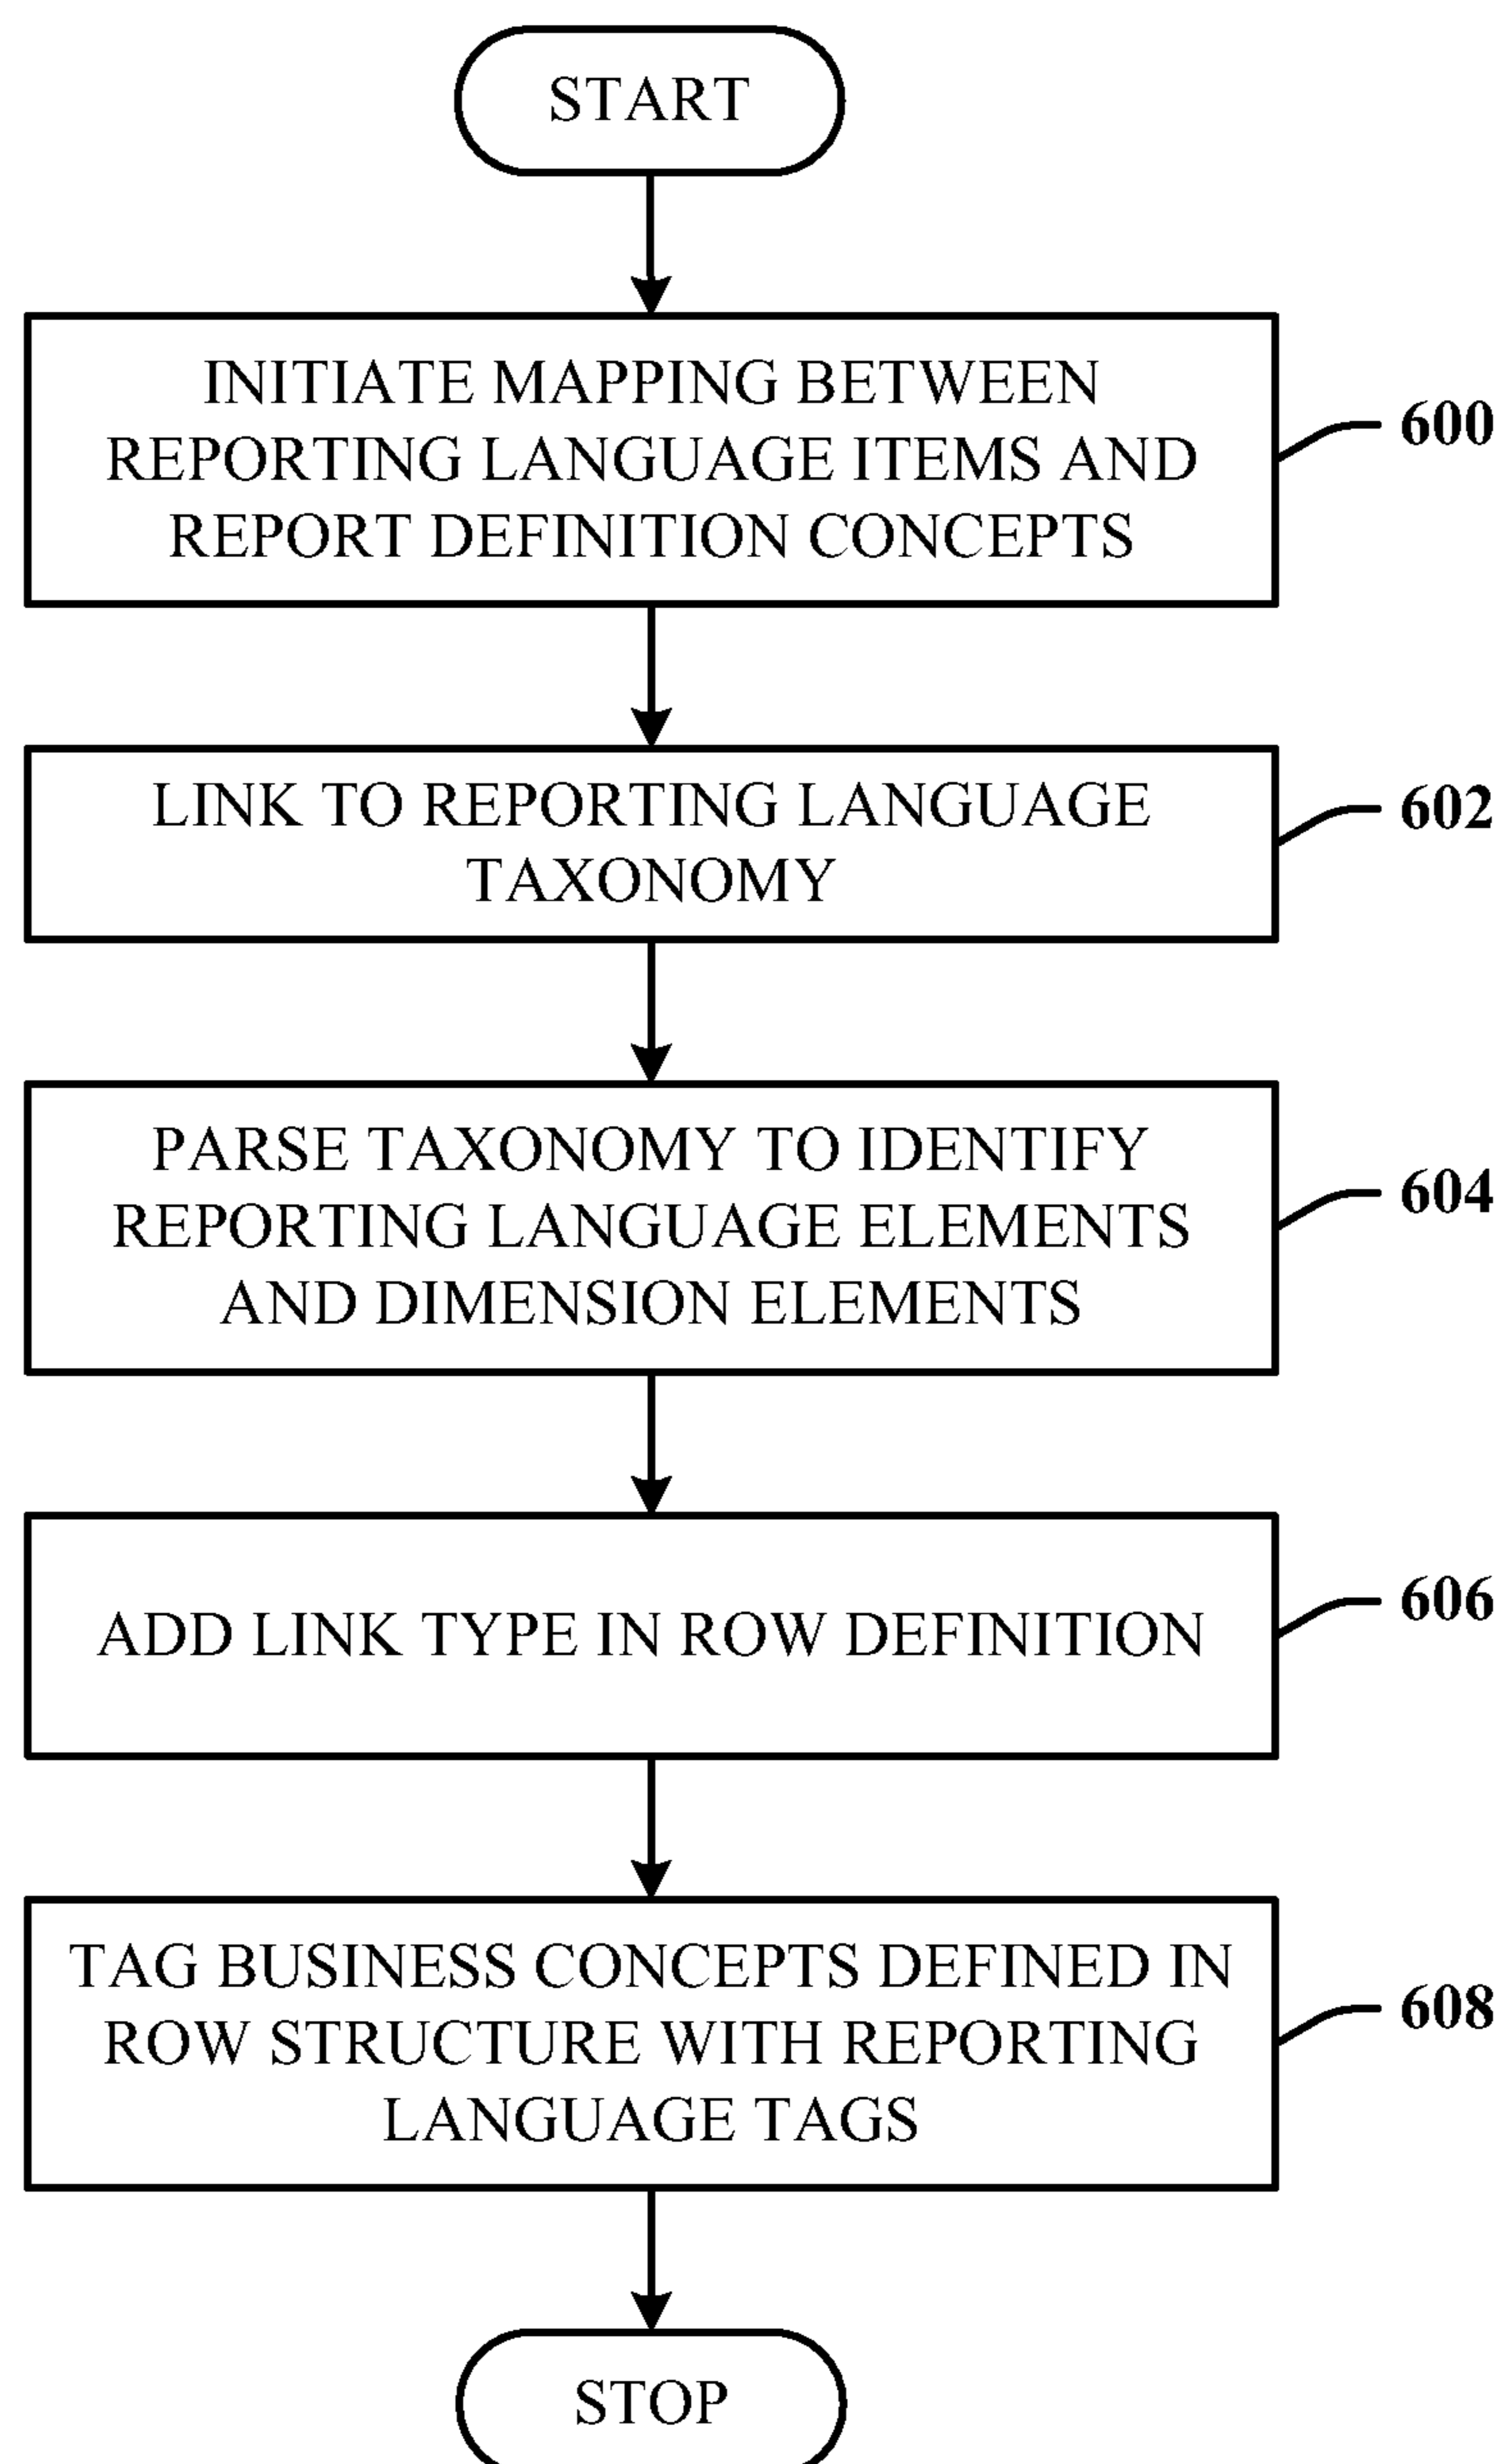 START
INITIATE MAPPING BETWEEN
REPORTING LANGUAGE ITEMS AND
REPORT DEFINITION CONCEPTS
600
LINK TO REPORTING LANGUAGE
TAXONOMY
602
PARSE TAXONOMY TO IDENTIFY
REPORTING LANGUAGE ELEMENTS
AND DIMENSION ELEMENTS
604
ADD LINK TYPE IN ROW DEFINITION
606
TAG BUSINESS CONCEPTS DEFINED IN
ROW STRUCTURE WITH REPORTING
LANGUAGE TAGS
608
STOP